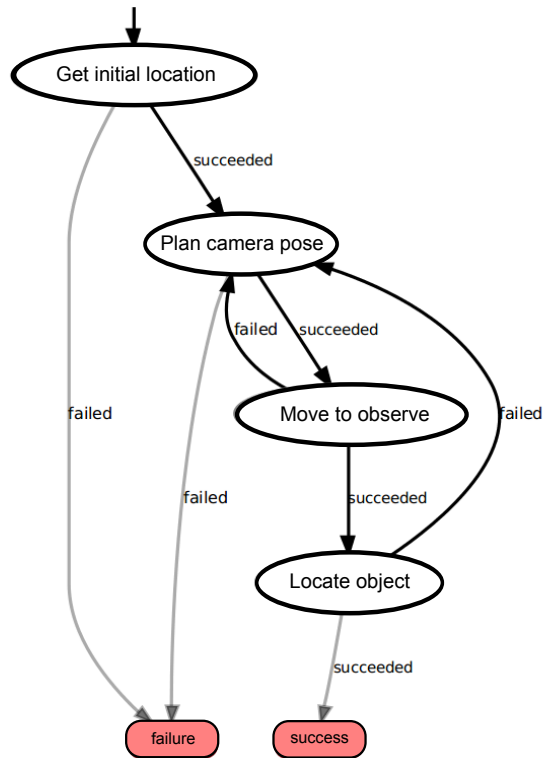 Get initial location
succeeded
Plan camera pose
failed
succeeded
failed
Move to observe
failed
failed
succeeded
Locate object
succeeded
failure
success